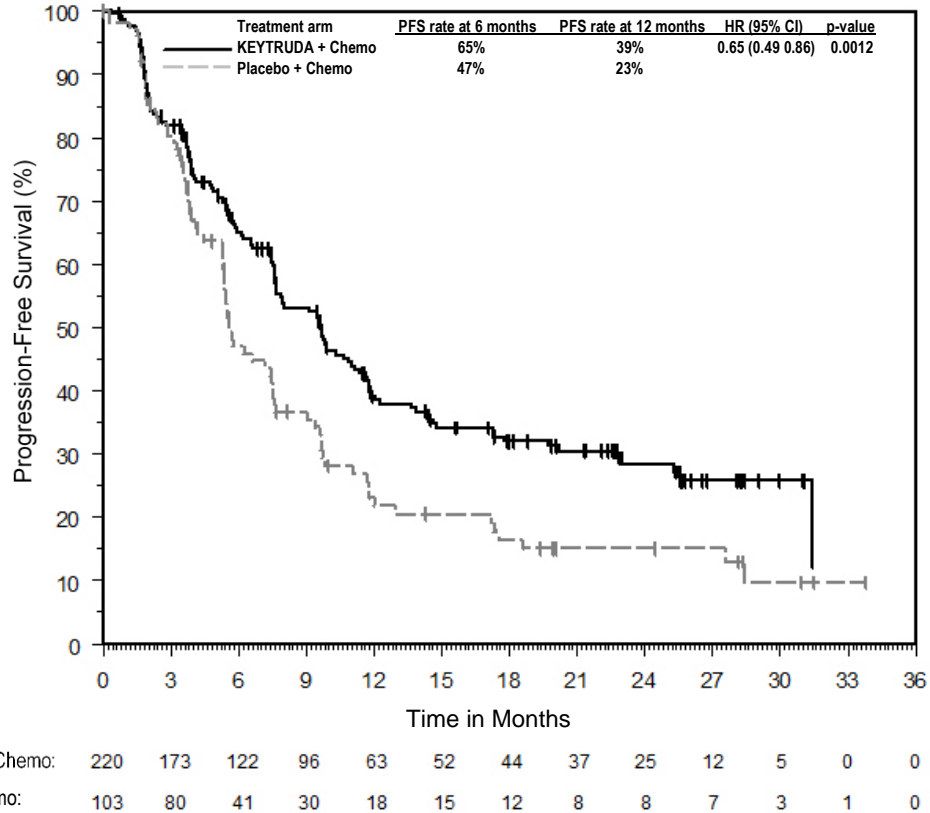 Treatment arm PFS rate at 6 months PFS rate at 12 months HR (95% CI) p-value
KEYTRUDA + Chemo 65% 39% 0.65 (0.49 0.86) 0.0012
Placebo + Chemo 47% 23%
100
90
80
70
60
50
40
30
20
10
0
Progression-Free Survival (%)
0 3 6 9 12 15 18 21 24 27 30 33 36
Time in Months
Chemo: 220 173 122 96 63 52 44 37 25 12 5 0 0
mo: 103 80 41 30 18 15 12 8 8 7 3 1 0